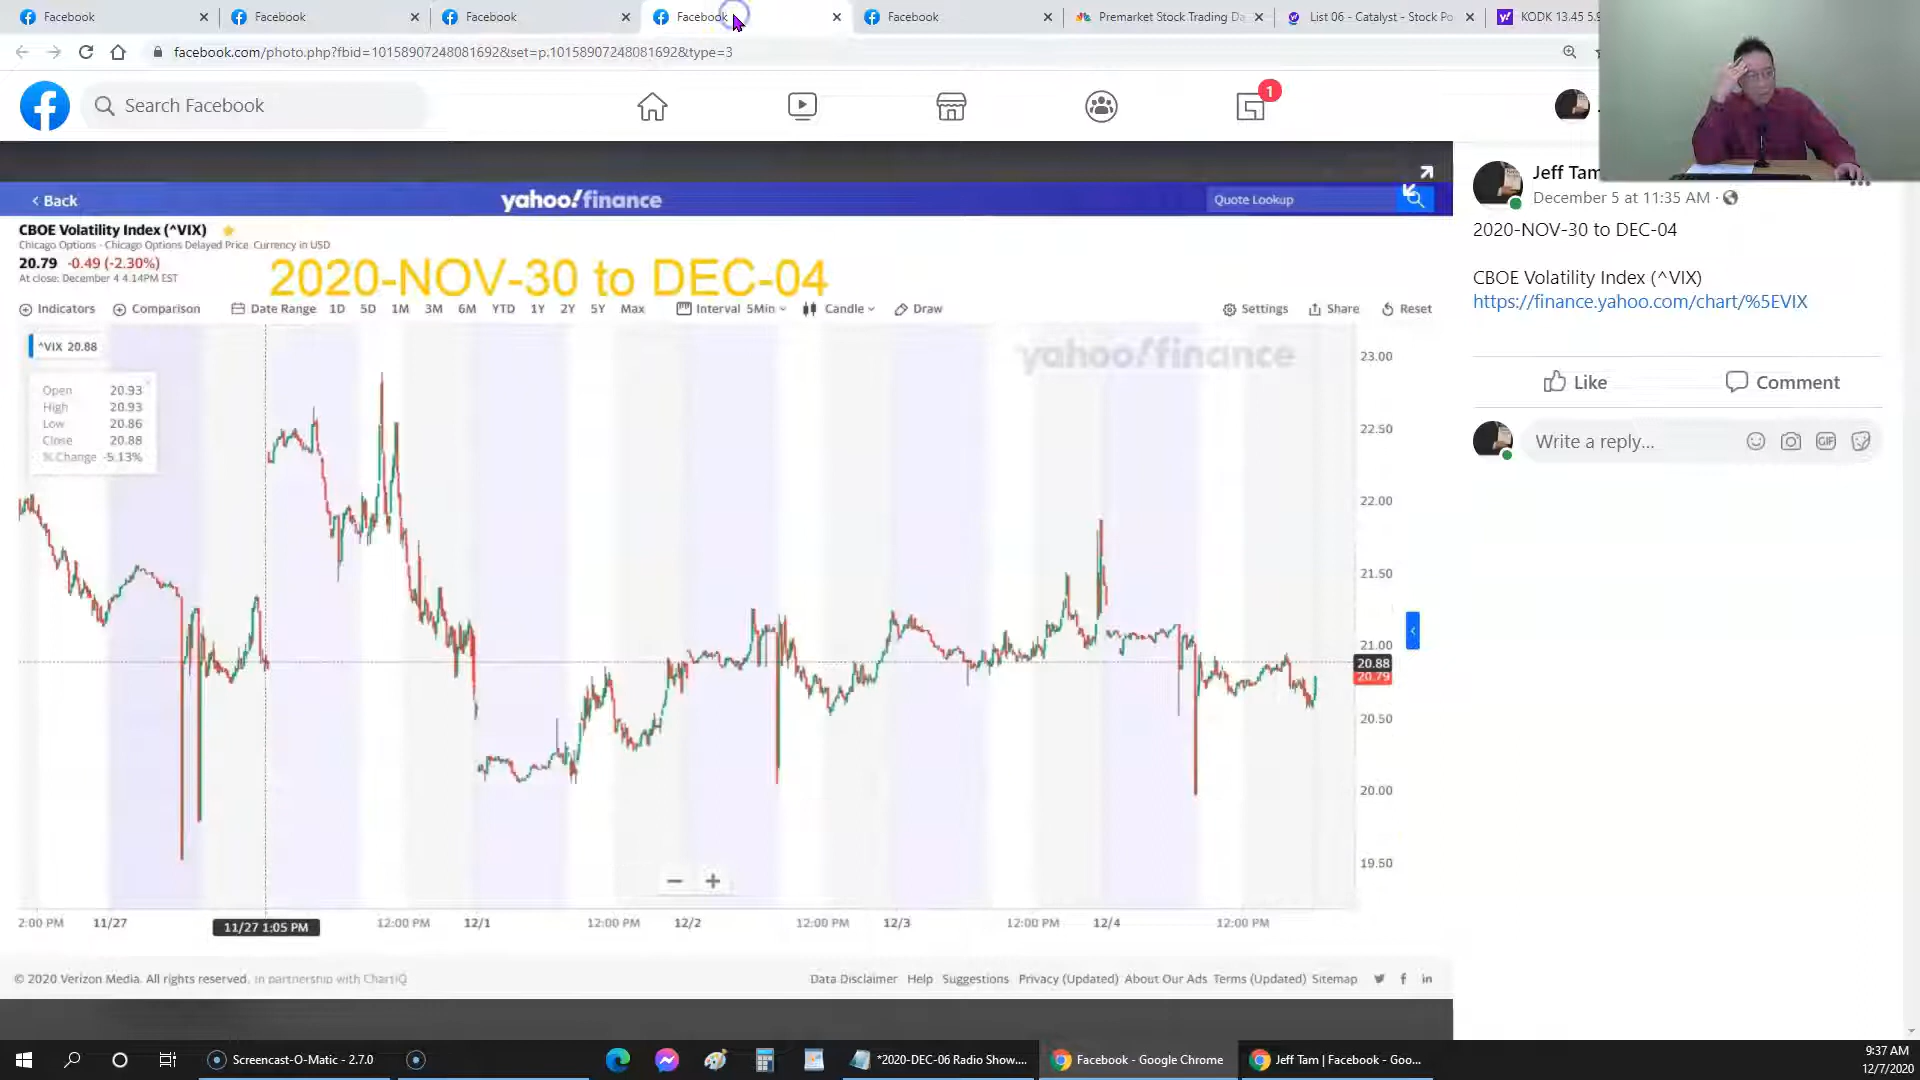 Facebook
Facebook
Facebook
Facebook
Facebook
Premarket Stock Trading Da
List 06 - Catalyst - Stock Po
KODK 13.45 5.9
facebook.com/photo.php?fbid=10158907248081692&set=p.10158907248081692&type=3
Search Facebook
1
< Back
yahoo!finance
Quote Lookup
CBOE Volatility Index (^VIX)
Chicago Options - Chicago Options Delayed Price. Currency in USD
20.79 -0.49 (-2.30%)
At close: December 4 4:14PM EST
2020-NOV-30 to DEC-04
Indicators
Comparison
Date Range 1D 5D 1M 3M 6M YTD 1Y 2Y 5Y Max
Interval 5Min
Candle
Draw
Settings
Share
Reset
^VIX 20.88
Open 20.93
High 20.93
Low 20.86
Close 20.88
% Change -5.13%
yahoo!finance
23.00
22.50
22.00
21.50
21.00
20.88
20.79
20.50
20.00
19.50
2:00 PM 11/27 11/27 1:05 PM 12:00 PM 12/1 12:00 PM 12/2 12:00 PM 12/3 12:00 PM 12/4 12:00 PM
© 2020 Verizon Media. All rights reserved. In partnership with ChartIQ
Data Disclaimer Help Suggestions Privacy (Updated) About Our Ads Terms (Updated) Sitemap
Jeff Tam
December 5 at 11:35 AM ·
2020-NOV-30 to DEC-04
CBOE Volatility Index (^VIX)
https://finance.yahoo.com/chart/%5EVIX
Like
Comment
Write a reply...
GIF
Screencast-O-Matic - 2.7.0
*2020-DEC-06 Radio Show....
Facebook - Google Chrome
Jeff Tam | Facebook - Goo...
9:37 AM
12/7/2020